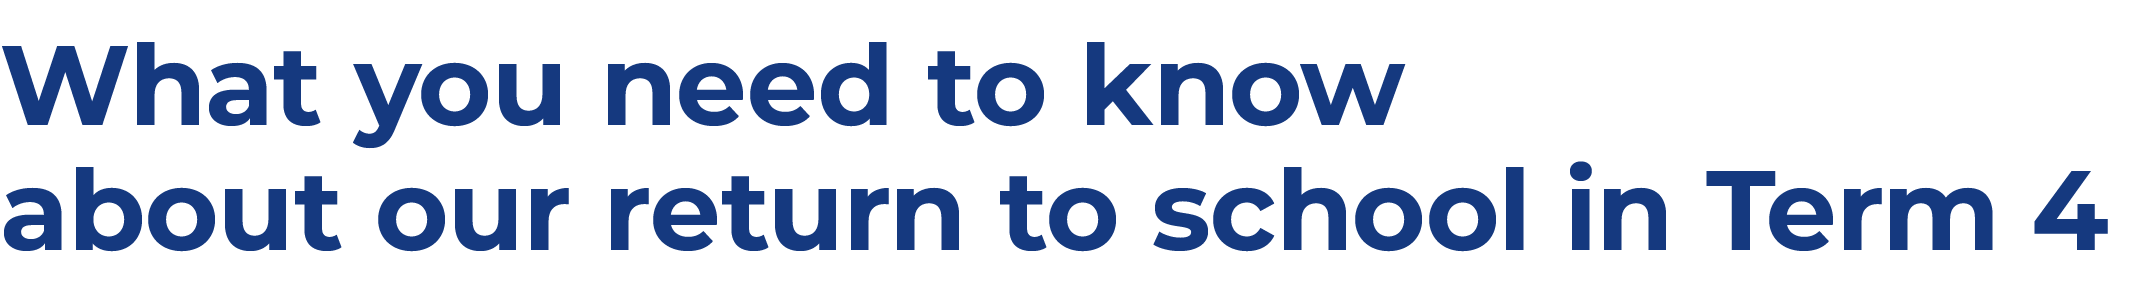 What you need to know
about our return to school in Term 4